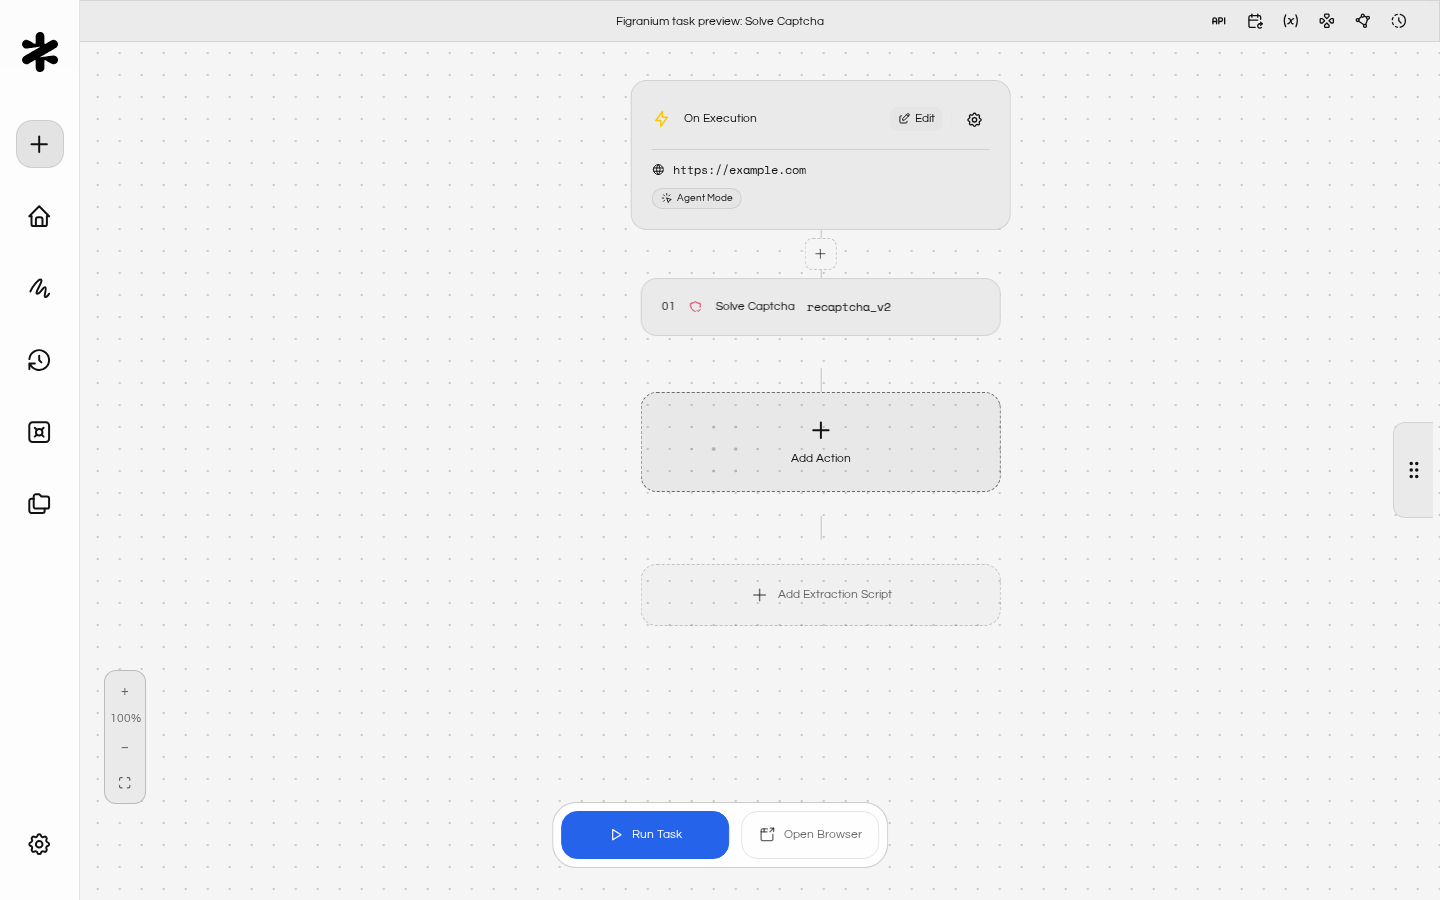 Figranium task preview: Solve Captcha
API
(x)
On Execution
Edit
https://example.com
Agent Mode
01 Solve Captcha recaptcha_v2
Add Action
Add Extraction Script
+
100%
−
Run Task
Open Browser